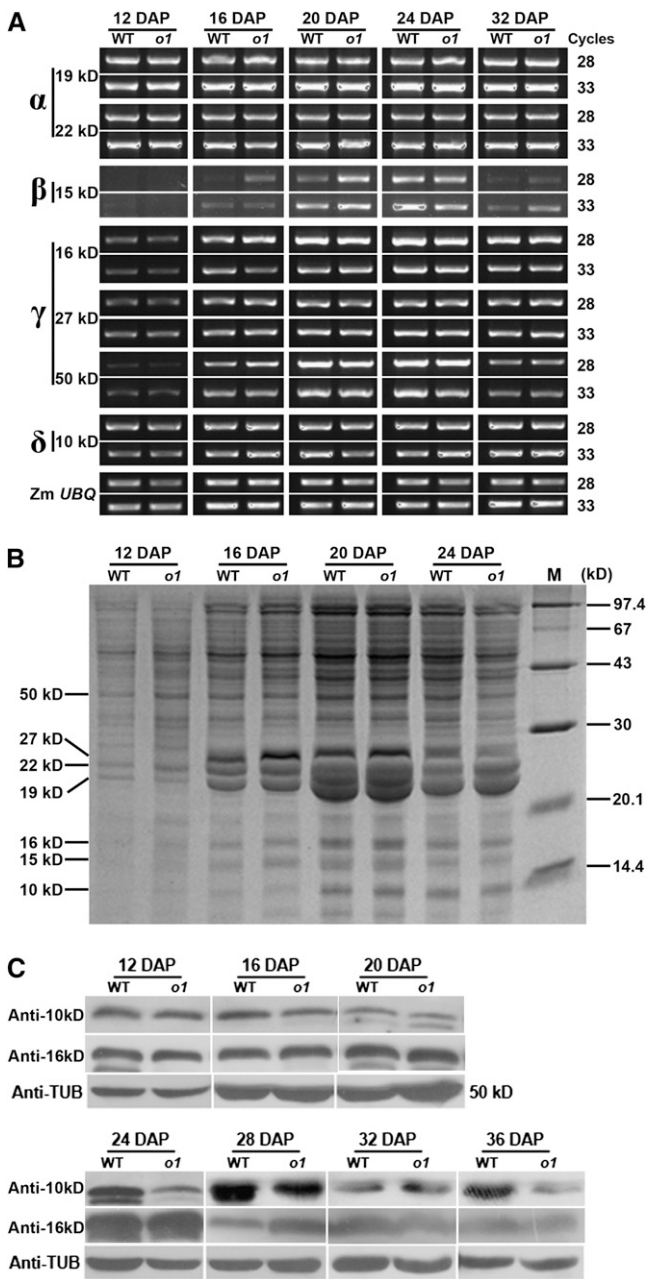 A
12 DAP 16 DAP 20 DAP 24 DAP 32 DAP
WT o1 WT o1 WT o1 WT o1 WT o1 Cycles
α
19 kD
28
33
22 kD
28
33
β
15 kD
28
33
γ
16 kD
28
33
27 kD
28
33
50 kD
28
33
δ
10 kD
28
33
Zm UBQ
28
33
B
12 DAP 16 DAP 20 DAP 24 DAP
WT o1 WT o1 WT o1 WT o1 M (kD)
97.4
67
43
50 kD
30
27 kD
22 kD
19 kD
20.1
16 kD
15 kD
14.4
10 kD
C
12 DAP 16 DAP 20 DAP
WT o1 WT o1 WT o1
Anti-10kD
Anti-16kD
Anti-TUB 50 kD
24 DAP 28 DAP 32 DAP 36 DAP
WT o1 WT o1 WT o1 WT o1
Anti-10kD
Anti-16kD
Anti-TUB